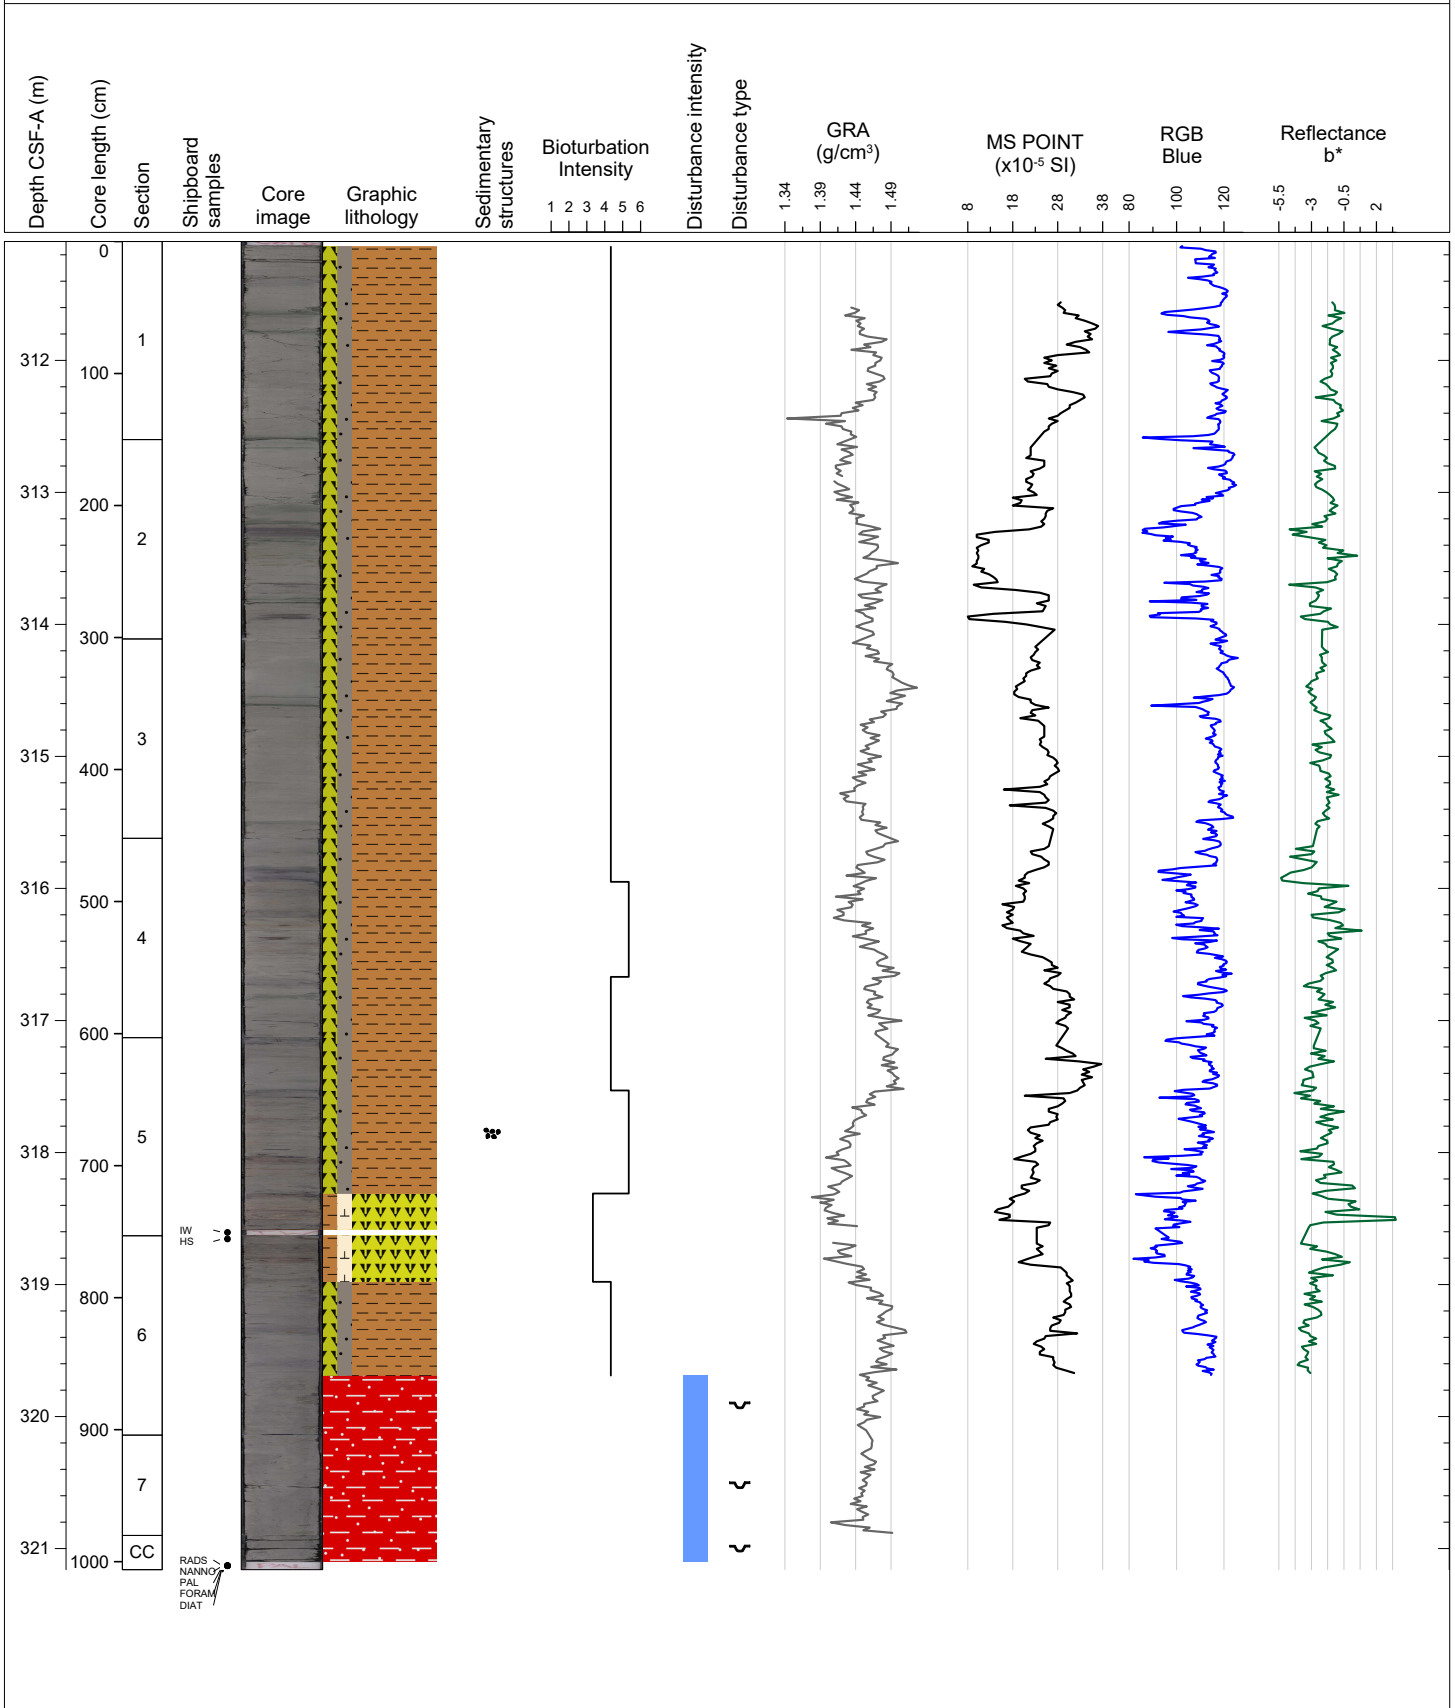 Depth CSF-A (m)
Core length (cm)
Section
Shipboard
samples
Core
image
Graphic
lithology
Sedimentary
structures
Bioturbation
Intensity
1 2 3 4 5 6
Disturbance intensity
Disturbance type
GRA
(g/cm³)
1.34 1.39 1.44 1.49
MS POINT
(x10⁻⁵ SI)
8 18 28 38
RGB
Blue
80 100 120
Reflectance
b*
-5.5 -3 -0.5 2
0
1
312
100
313
200
2
314
300
3
315
400
316
500
4
317
600
5
318
700
IW
HS
319
800
6
320
900
7
321
CC
1000
RADS
NANNO
PAL
FORAM
DIAT